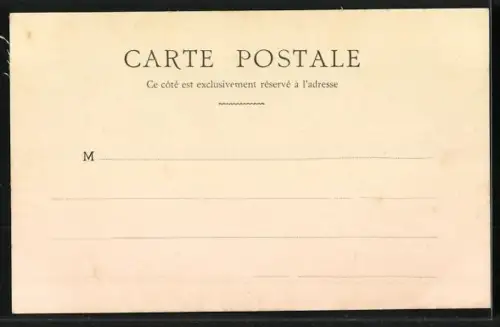 CARTE POSTALE
Ce côté est exclusivement réservé à l'adresse
M